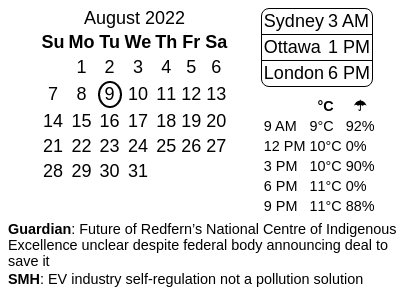 August 2022
Su Mo Tu We Th Fr Sa
1 2 3 4 5 6
7 8 9 10 11 12 13
14 15 16 17 18 19 20
21 22 23 24 25 26 27
28 29 30 31
Sydney 3 AM
Ottawa 1 PM
London 6 PM
°C ☂
9 AM 9°C 92%
12 PM 10°C 0%
3 PM 10°C 90%
6 PM 11°C 0%
9 PM 11°C 88%
Guardian: Future of Redfern’s National Centre of Indigenous
Excellence unclear despite federal body announcing deal to
save it
SMH: EV industry self-regulation not a pollution solution